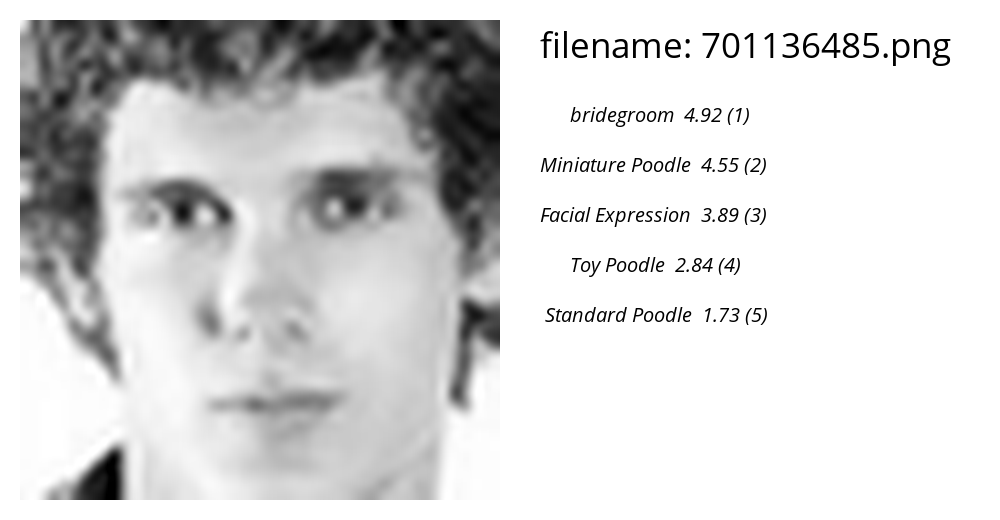 filename: 701136485.png
bridegroom 4.92 (1)
Miniature Poodle 4.55 (2)
Facial Expression 3.89 (3)
Toy Poodle 2.84 (4)
Standard Poodle 1.73 (5)